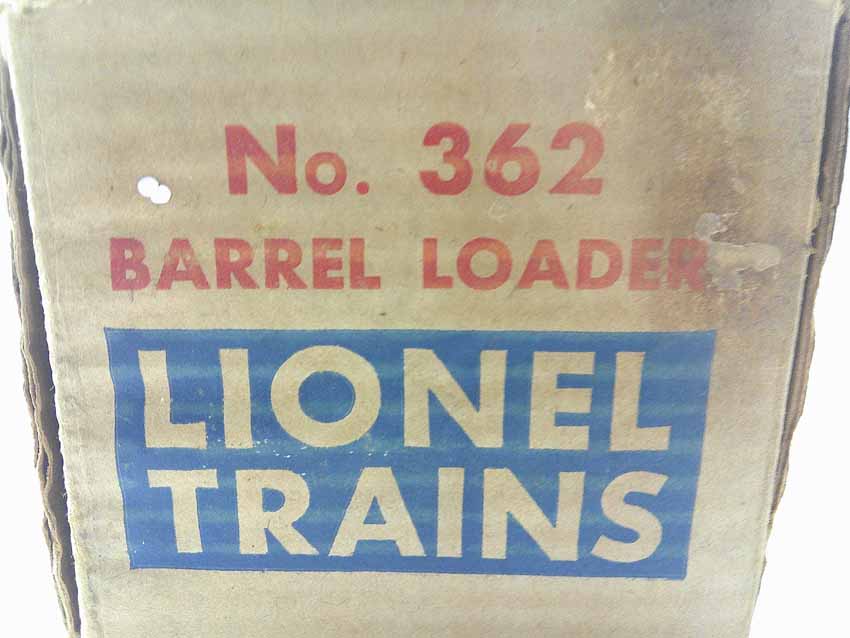 No. 362
BARREL LOADER
LIONEL
TRAINS